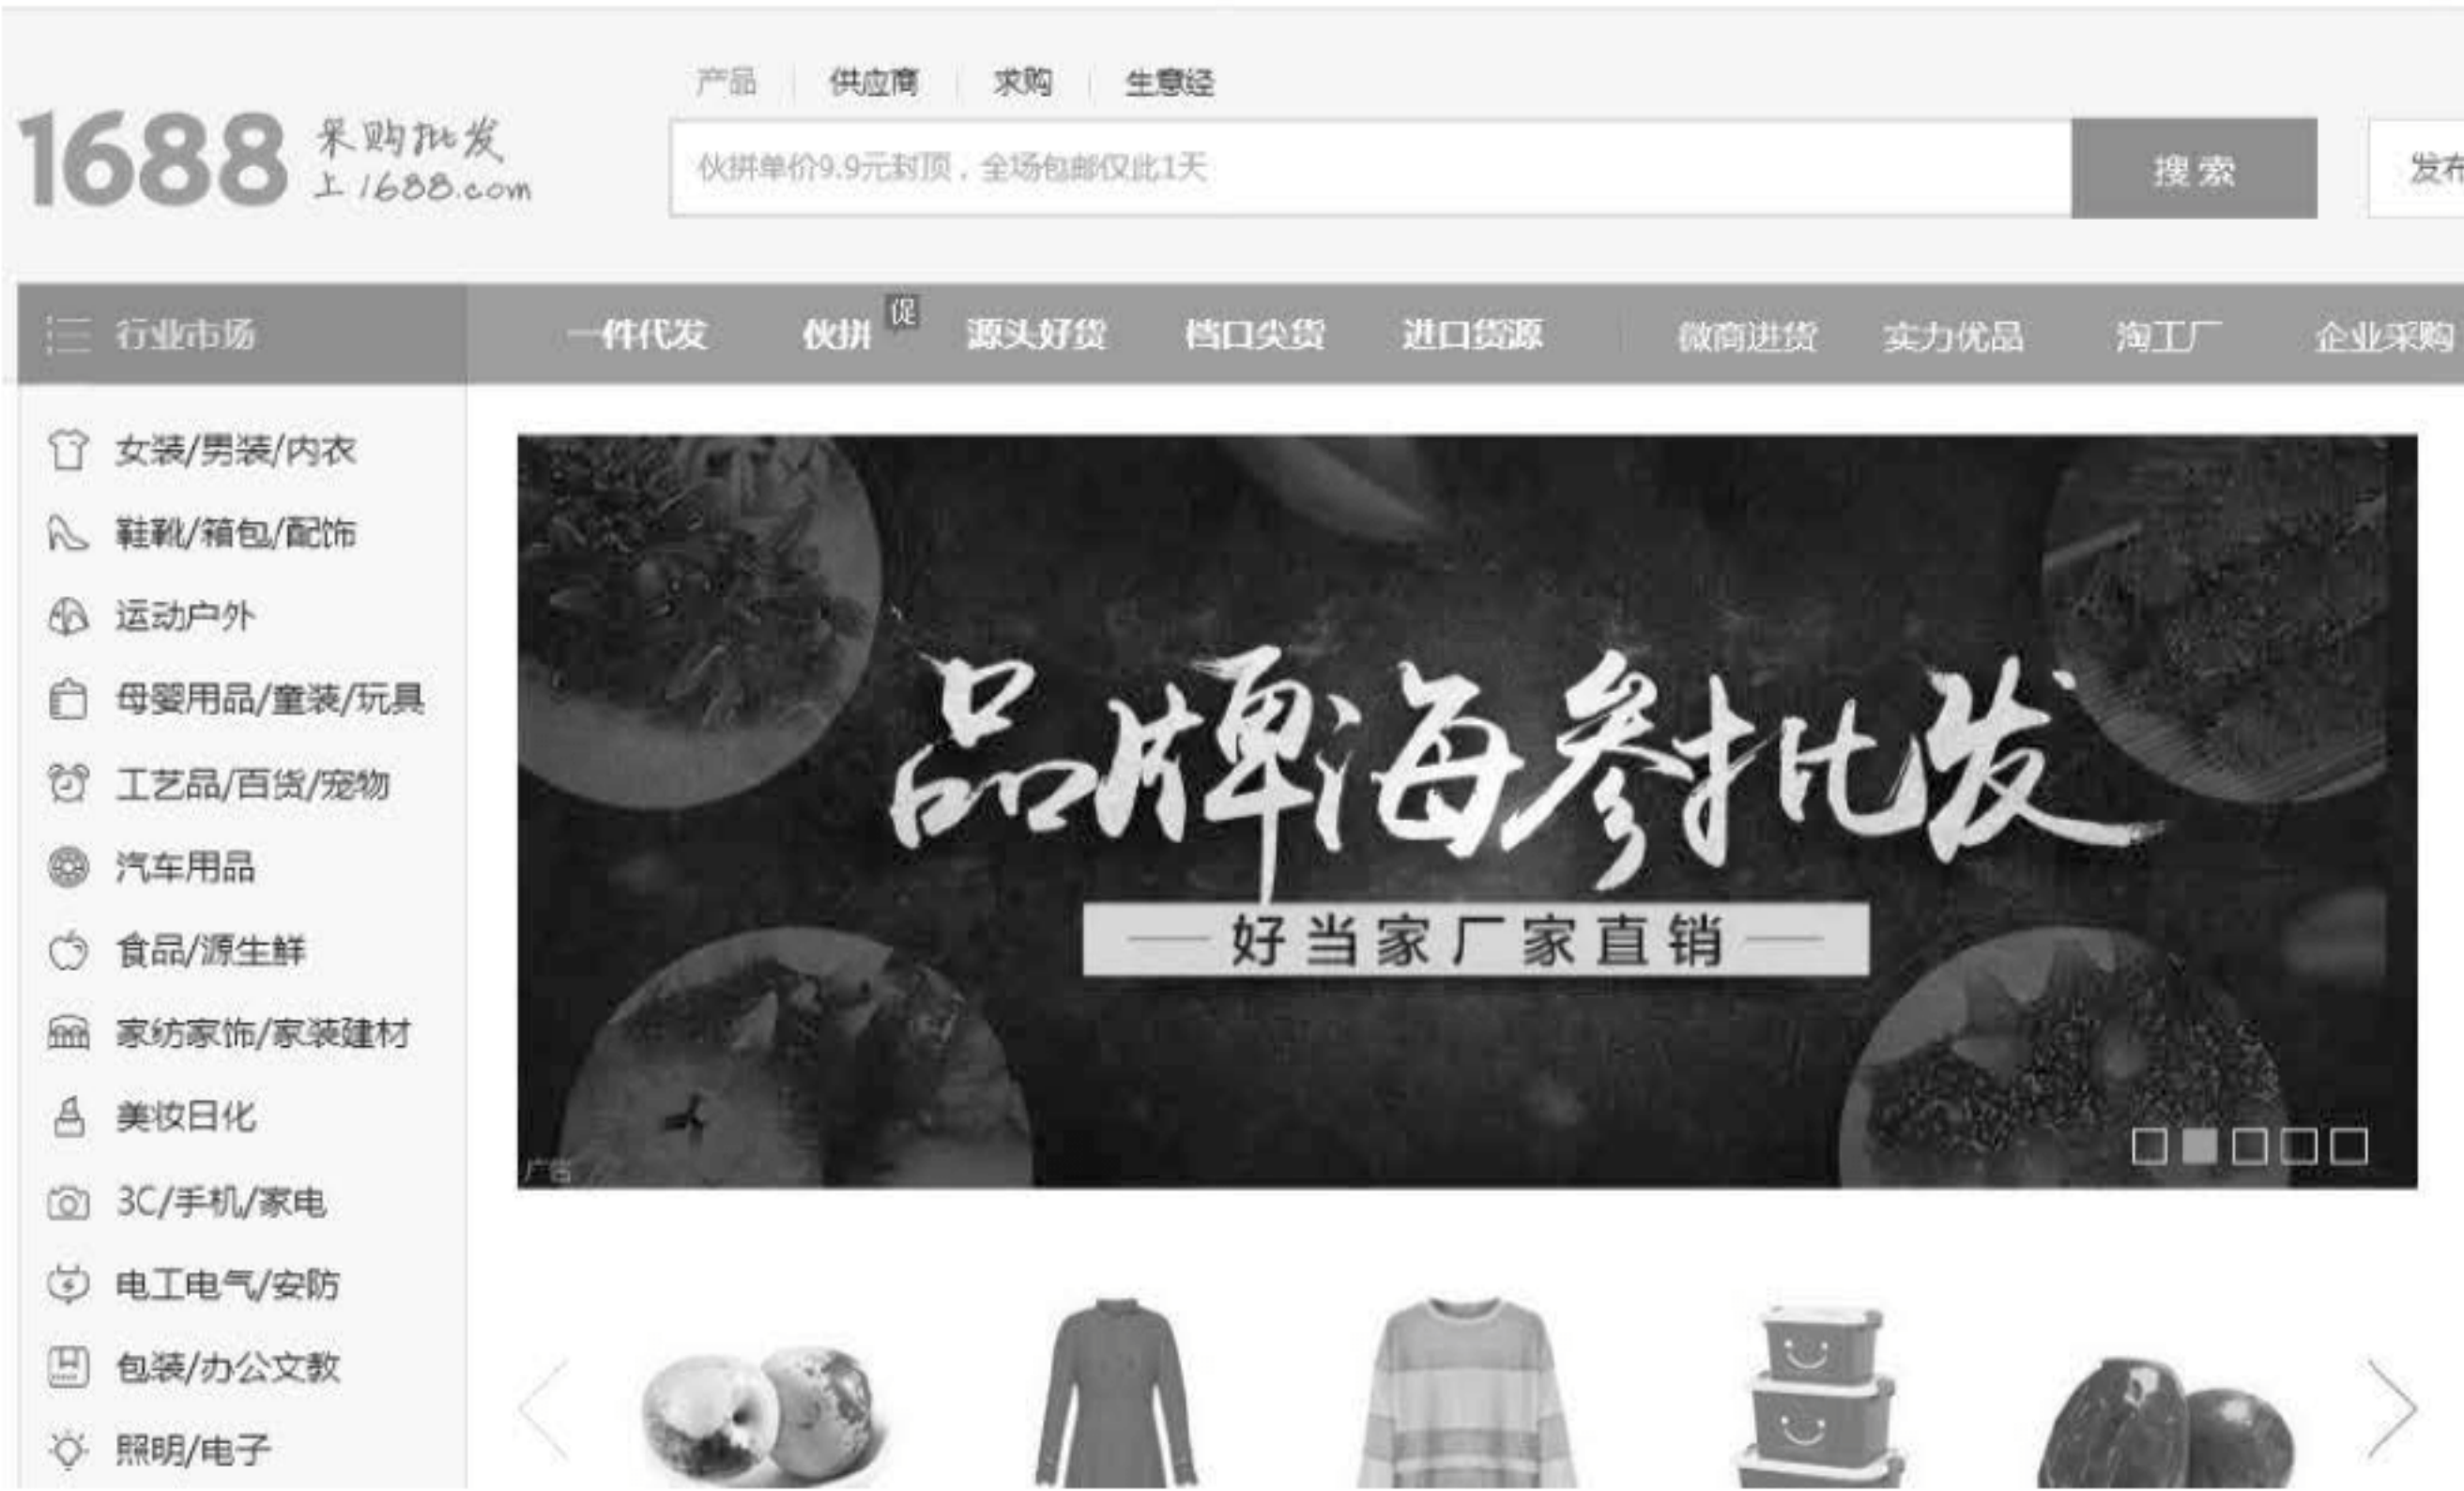 产品 供应商 求购 生意经
1688 采购批发
上1688.com
伙拼单价9.9元封顶，全场包邮仅此1天
搜索
发布
行业市场 一件代发 伙拼 促 源头好货 档口尖货 进口货源 微商进货 实力优品 淘工厂 企业采购
女装/男装/内衣
鞋靴/箱包/配饰
运动户外
母婴用品/童装/玩具
工艺品/百货/宠物
汽车用品
食品/源生鲜
家纺家饰/家装建材
美妆日化
3C/手机/家电
电工电气/安防
包装/办公文教
照明/电子
品牌海参批发
好当家厂家直销
广告